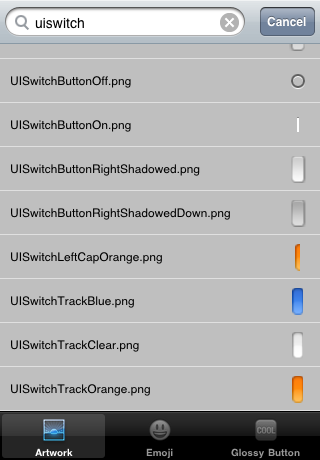 uiswitch
Cancel
UISwitchButtonOff.png
UISwitchButtonOn.png
UISwitchButtonRightShadowed.png
UISwitchButtonRightShadowedDown.png
UISwitchLeftCapOrange.png
UISwitchTrackBlue.png
UISwitchTrackClear.png
UISwitchTrackOrange.png
COOL
Artwork
Emoji
Glossy Button